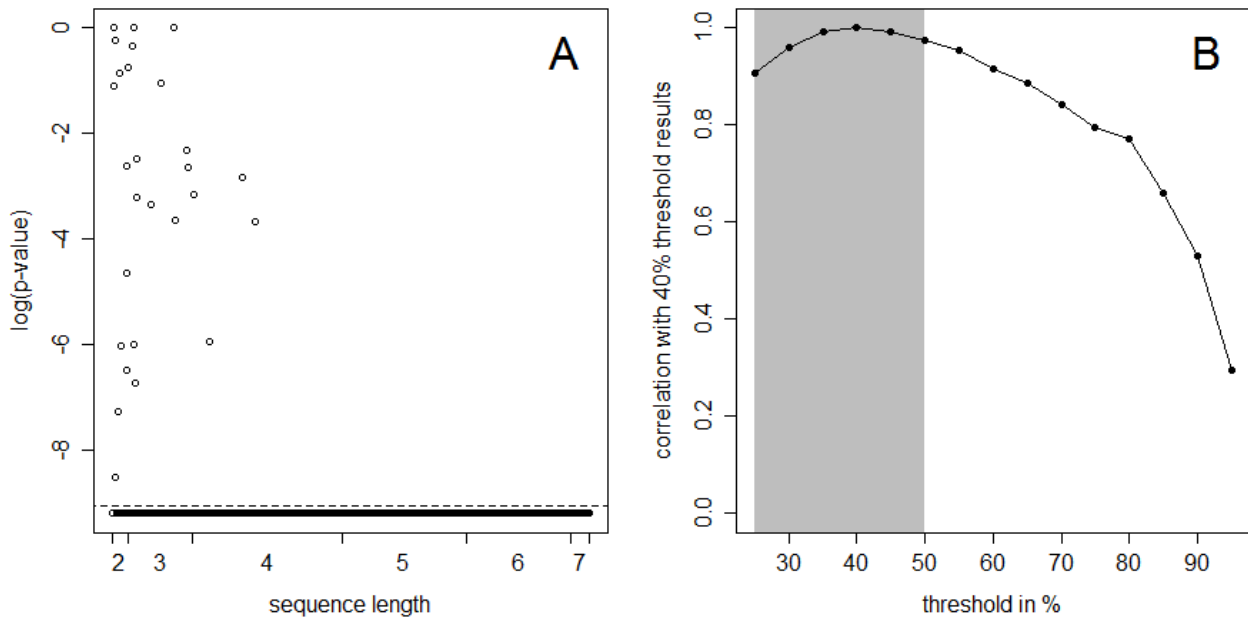 A
log(p-value)
0
-2
-4
-6
-8
2 3 4 5 6 7
sequence length
B
correlation with 40% threshold results
1.0
0.8
0.6
0.4
0.2
0.0
30 40 50 60 70 80 90
threshold in %